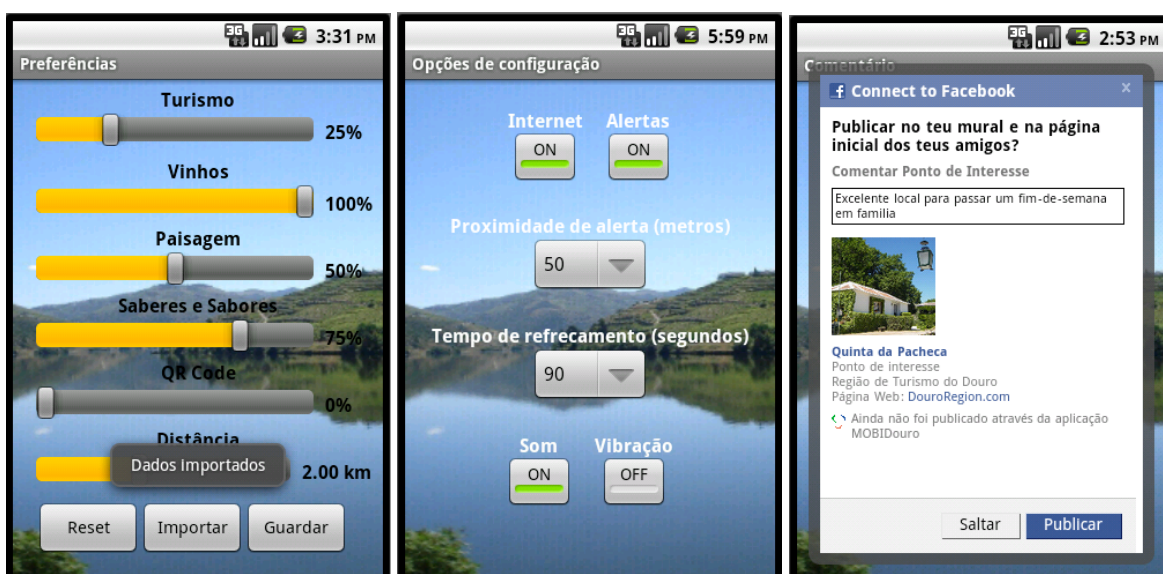 3G 3:31 PM
Preferências
Turismo
25%
Vinhos
100%
Paisagem
50%
Saberes e Sabores
75%
QR Code
0%
Distância
Dados importados
2.00 km
Reset Importar Guardar
3G 5:59 PM
Opções de configuração
Internet Alertas
ON ON
Proximidade de alerta (metros)
50
Tempo de refrecamento (segundos)
90
Som Vibração
ON OFF
3G 2:53 PM
Comentário
f Connect to Facebook x
Publicar no teu mural e na página
inicial dos teus amigos?
Comentar Ponto de Interesse
Excelente local para passar um fim-de-semana
em familia
Quinta da Pacheca
Ponto de interesse
Região de Turismo do Douro
Página Web: DouroRegion.com
Ainda não foi publicado através da aplicação
MOBIDouro
Saltar Publicar